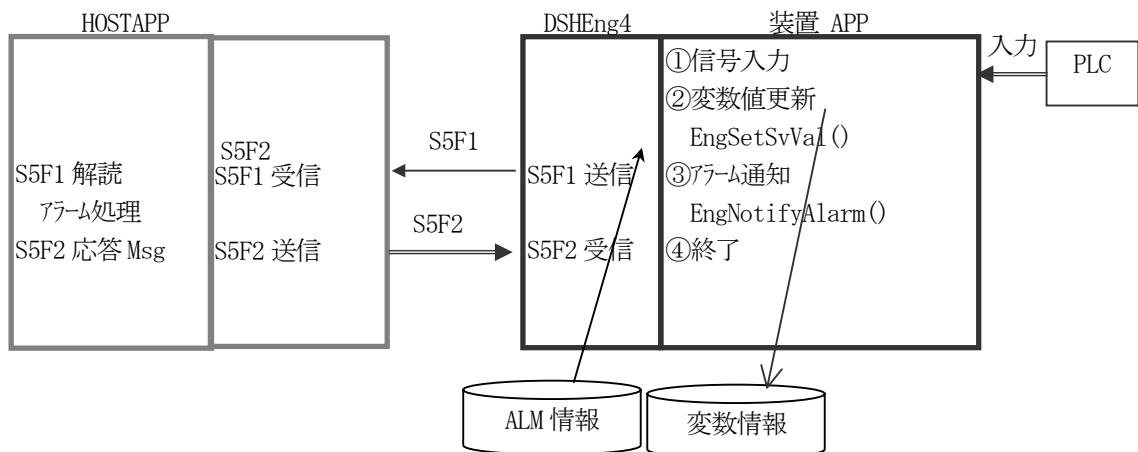 HOSTAPP
DSHEng4
装置 APP
①信号入力
入力
PLC
②変数値更新
EngSetSvVal()
S5F2
S5F1
S5F1 解読
S5F1 受信
S5F1 送信
③アラーム通知
アラーム処理
EngNotifyAlarm()
S5F2
S5F2 応答 Msg
S5F2 送信
S5F2 受信
④終了
ALM 情報
変数情報